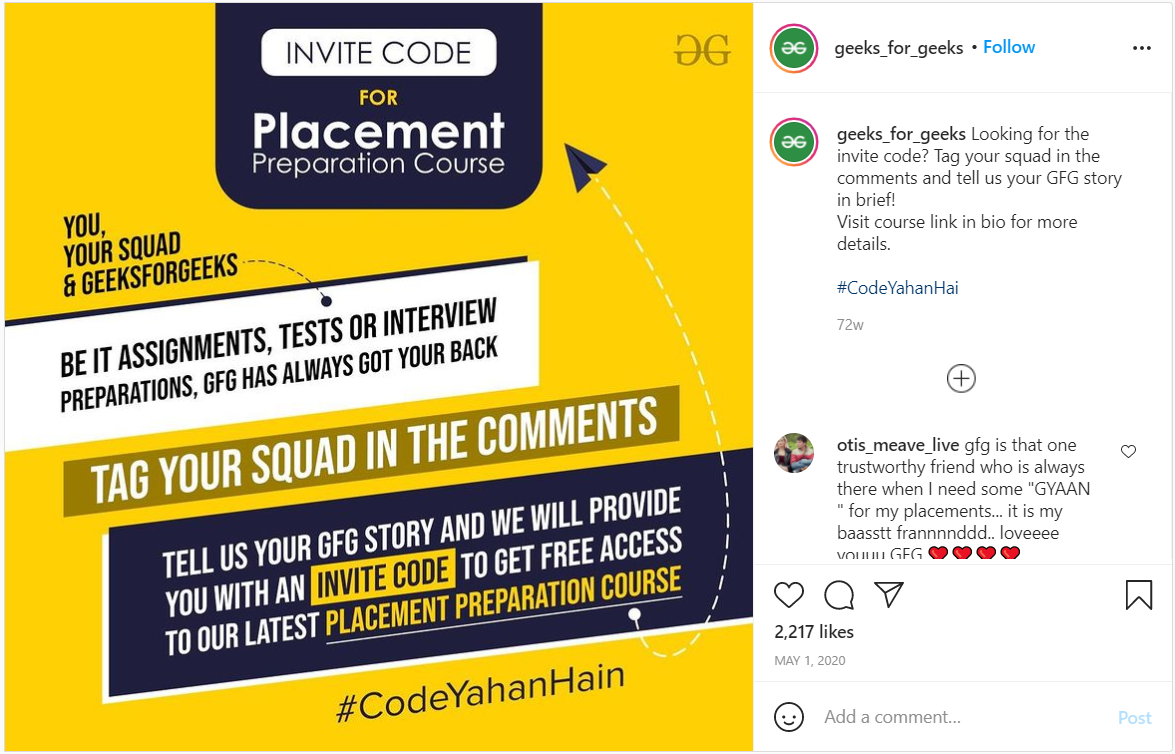 INVITE CODE
FOR
Placement
Preparation Course
YOU,
YOUR SQUAD
& GEEKSFORGEEKS
BE IT ASSIGNMENTS, TESTS OR INTERVIEW
PREPARATIONS, GFG HAS ALWAYS GOT YOUR BACK
TAG YOUR SQUAD IN THE COMMENTS
TELL US YOUR GFG STORY AND WE WILL PROVIDE
YOU WITH AN INVITE CODE TO GET FREE ACCESS
TO OUR LATEST PLACEMENT PREPARATION COURSE
#CodeYahanHain
geeks_for_geeks • Follow
geeks_for_geeks Looking for the
invite code? Tag your squad in the
comments and tell us your GFG story
in brief!
Visit course link in bio for more
details.
#CodeYahanHai
72w
otis_meave_live gfg is that one
trustworthy friend who is always
there when I need some "GYAAN
" for my placements... it is my
baasstt frannnnddd.. loveeee
youuu GFG ❤❤❤❤
2,217 likes
MAY 1, 2020
Add a comment...
Post